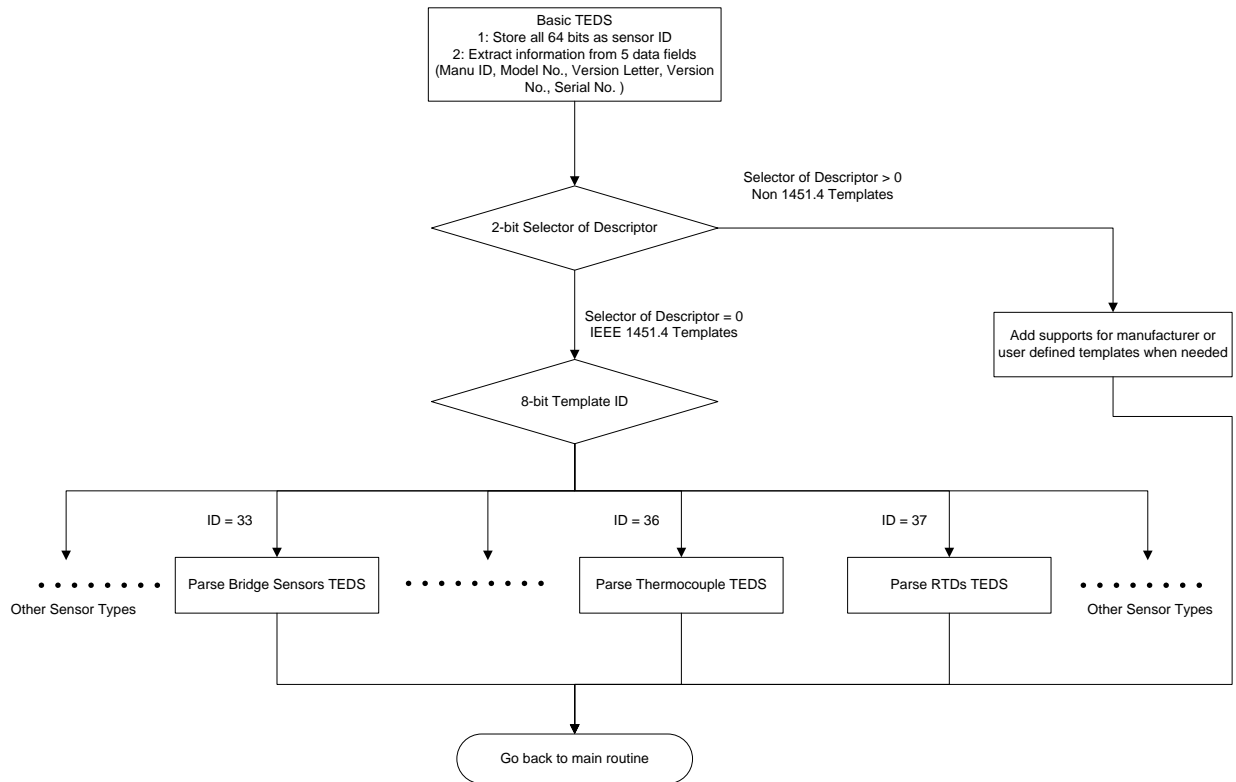 Basic TEDS
1: Store all 64 bits as sensor ID
2: Extract information from 5 data fields
(Manu ID, Model No., Version Letter, Version
No., Serial No. )
Selector of Descriptor > 0
Non 1451.4 Templates
2-bit Selector of Descriptor
Selector of Descriptor = 0
IEEE 1451.4 Templates
Add supports for manufacturer or
user defined templates when needed
8-bit Template ID
ID = 33
ID = 36
ID = 37
Parse Bridge Sensors TEDS
Parse Thermocouple TEDS
Parse RTDs TEDS
Other Sensor Types
Other Sensor Types
Go back to main routine